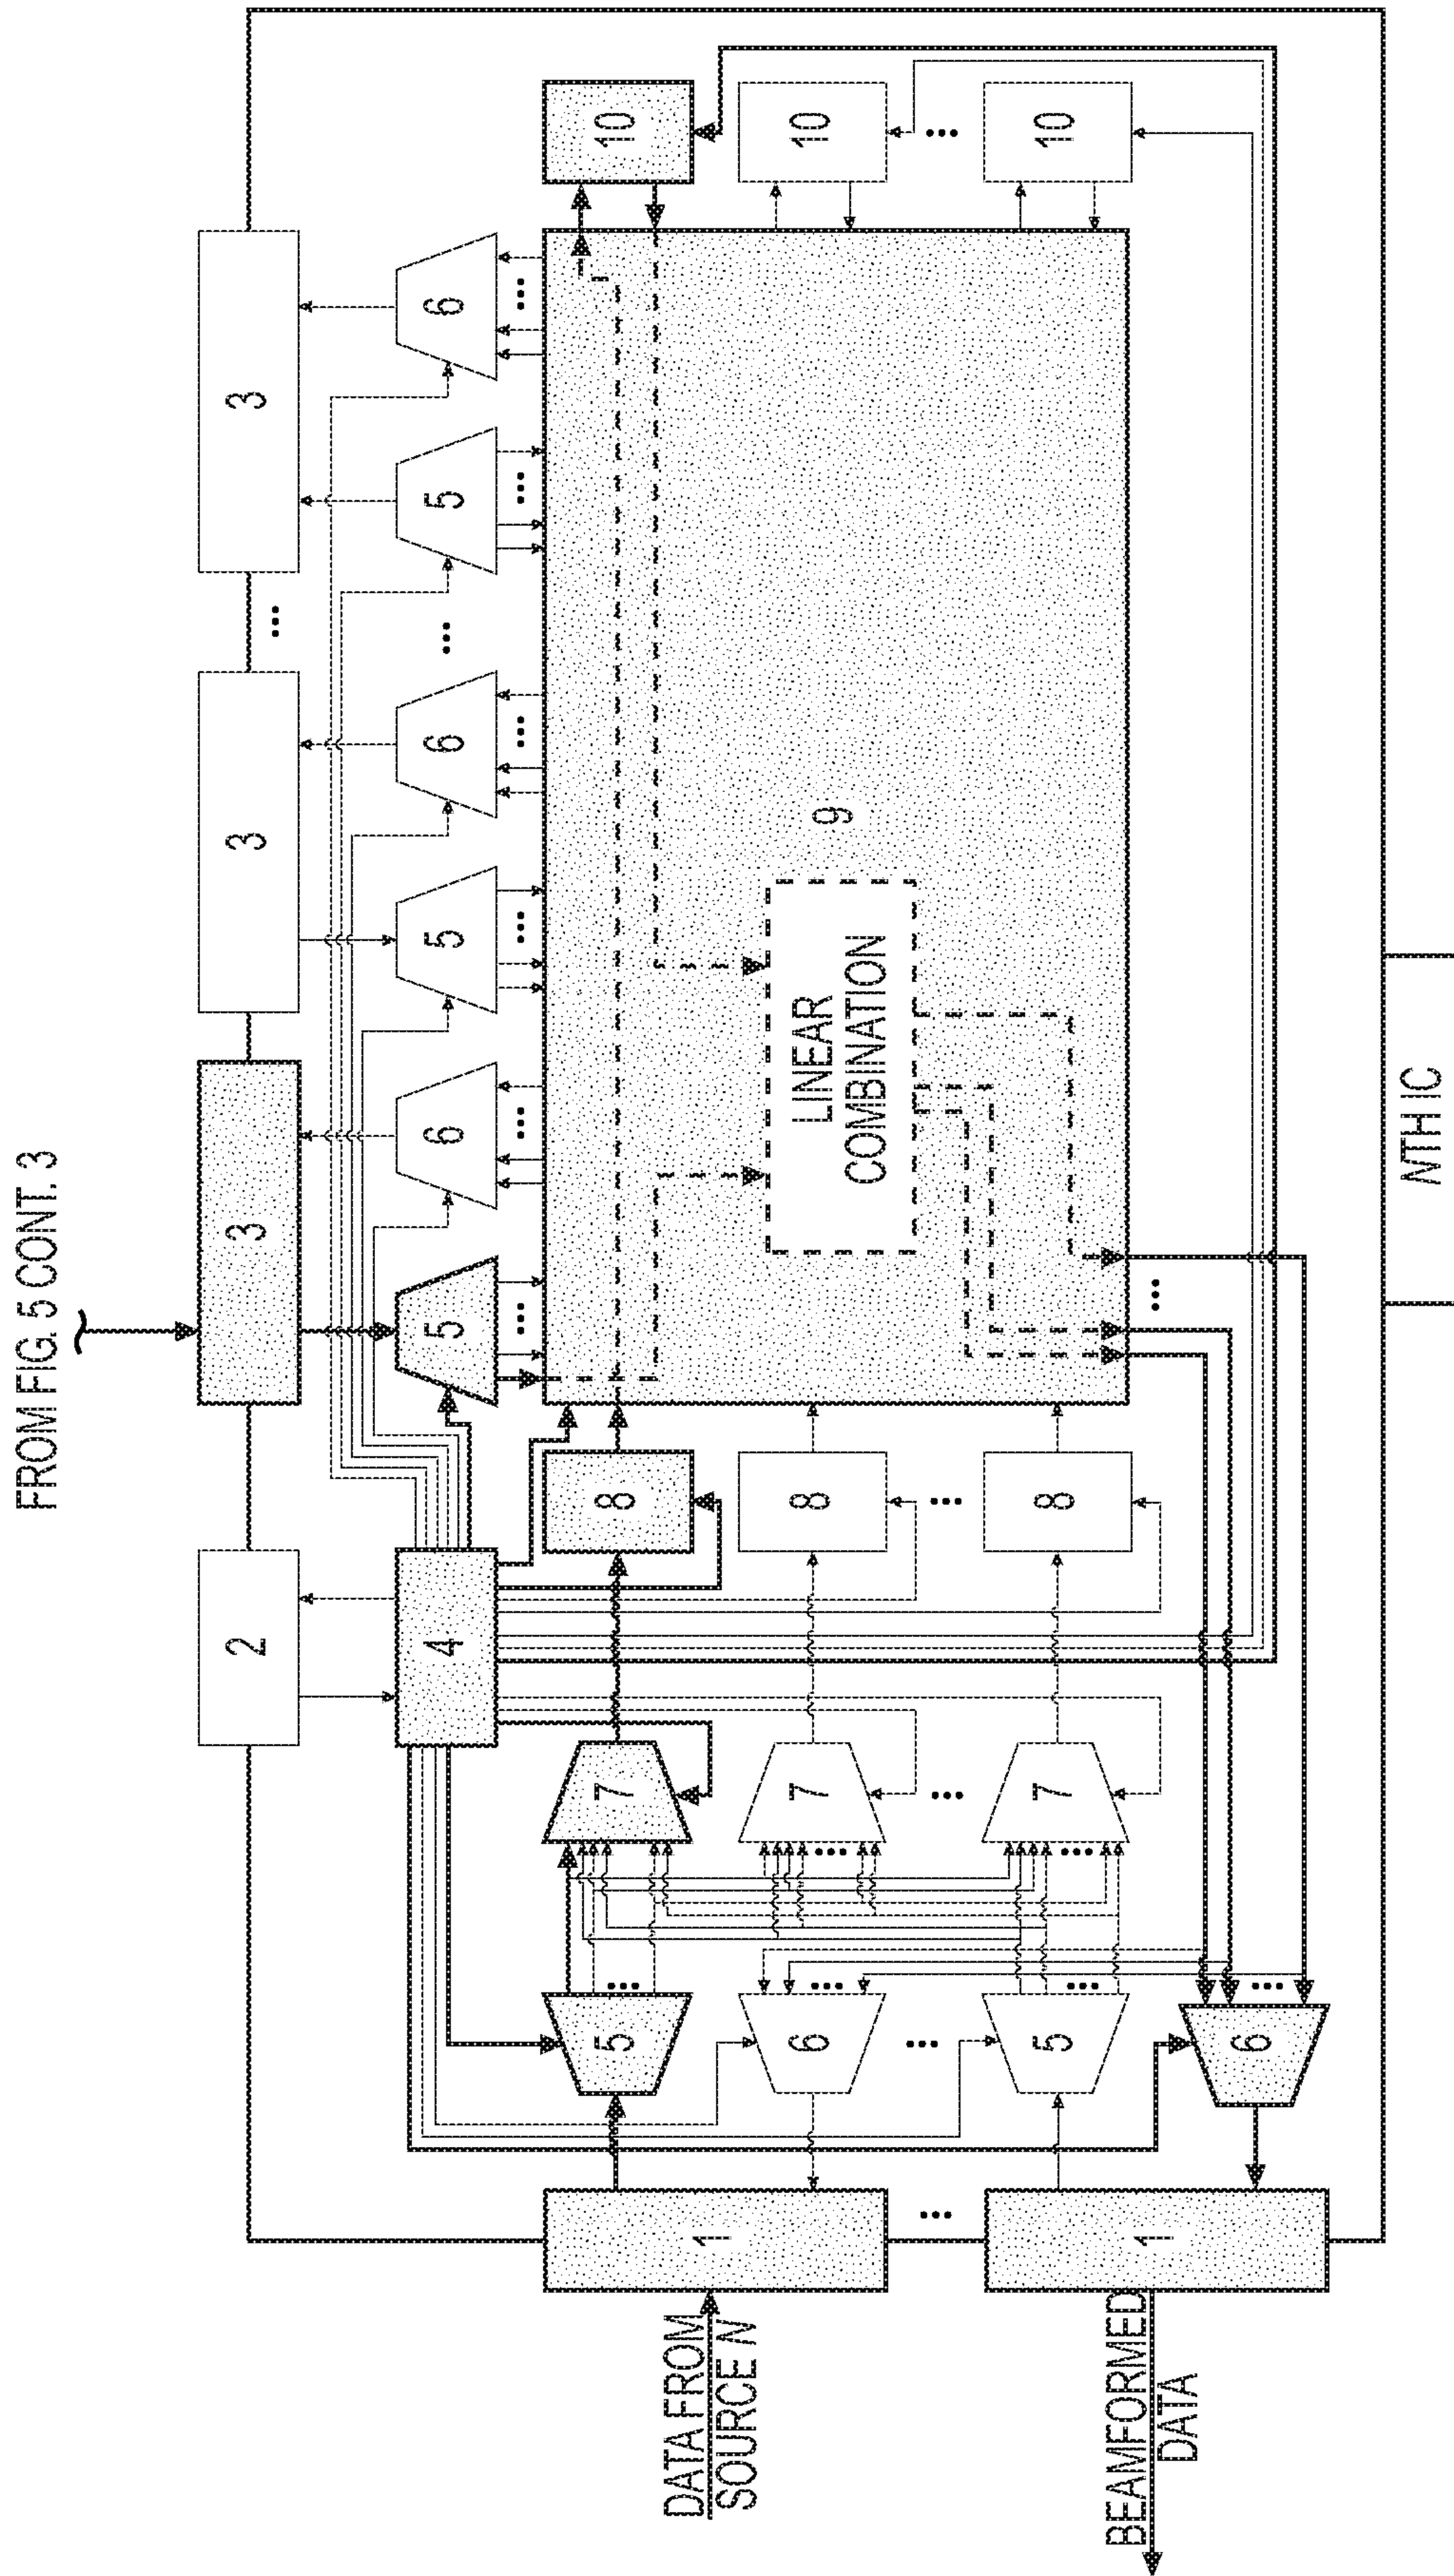 FROM FIG. 5 CONT. 3
2 3 3 ... 3
4 5 6 5 6 ... 5 6
5 7 8 10
DATA FROM
SOURCE N
1
6 7 8 10
LINEAR
COMBINATION
9
5 7 8 10
BEAMFORMED
DATA
1
6
NTH IC